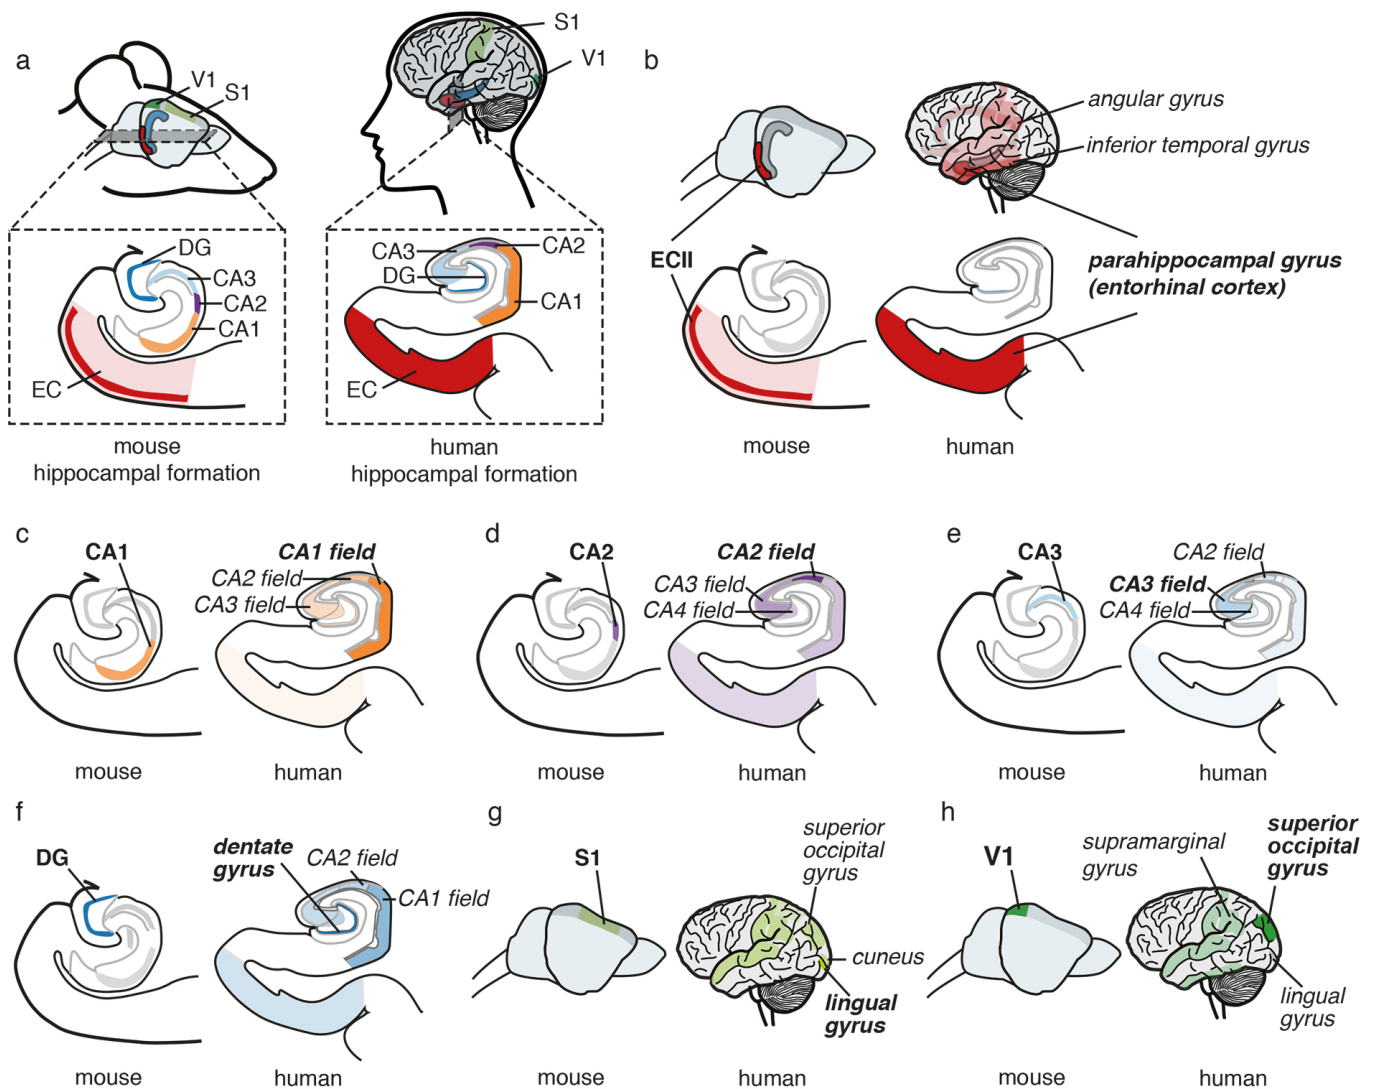 a
V1
S1
S1
V1
DG
CA3
CA2
CA1
EC
CA3
DG
CA2
CA1
EC
mouse
hippocampal formation
human
hippocampal formation
b
angular gyrus
inferior temporal gyrus
ECII
parahippocampal gyrus
(entorhinal cortex)
mouse
human
c
CA1
CA1 field
CA2 field
CA3 field
mouse
human
d
CA2
CA2 field
CA3 field
CA4 field
mouse
human
e
CA3
CA2 field
CA3 field
CA4 field
mouse
human
f
DG
dentate
gyrus
CA2 field
CA1 field
mouse
human
g
S1
superior
occipital
gyrus
cuneus
lingual
gyrus
mouse
human
h
V1
supramarginal
gyrus
superior
occipital
gyrus
lingual
gyrus
mouse
human